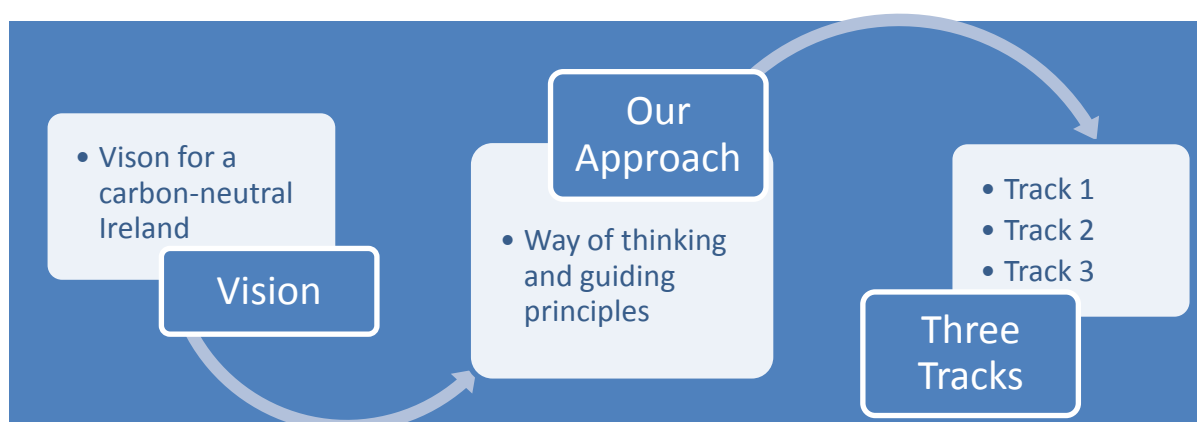 • Vison for a
carbon-neutral
Ireland
Vision
Our
Approach
• Way of thinking
and guiding
principles
• Track 1
• Track 2
• Track 3
Three
Tracks